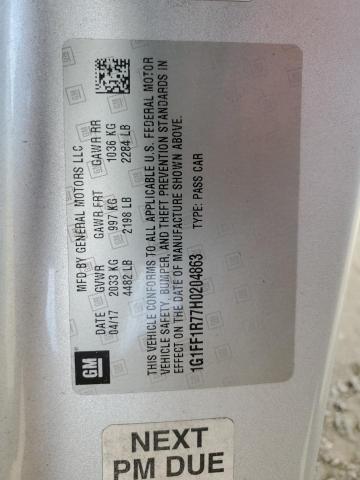 GM
MFD BY GENERAL MOTORS LLC
DATE GVWR GAWR FRT GAWR RR
04/17 2033 KG 997 KG 1036 KG
4482 LB 2198 LB 2284 LB
THIS VEHICLE CONFORMS TO ALL APPLICABLE U.S. FEDERAL MOTOR
VEHICLE SAFETY, BUMPER, AND THEFT PREVENTION STANDARDS IN
EFFECT ON THE DATE OF MANUFACTURE SHOWN ABOVE.
1G1FF1R77H0204863 TYPE: PASS CAR
NEXT
PM DUE